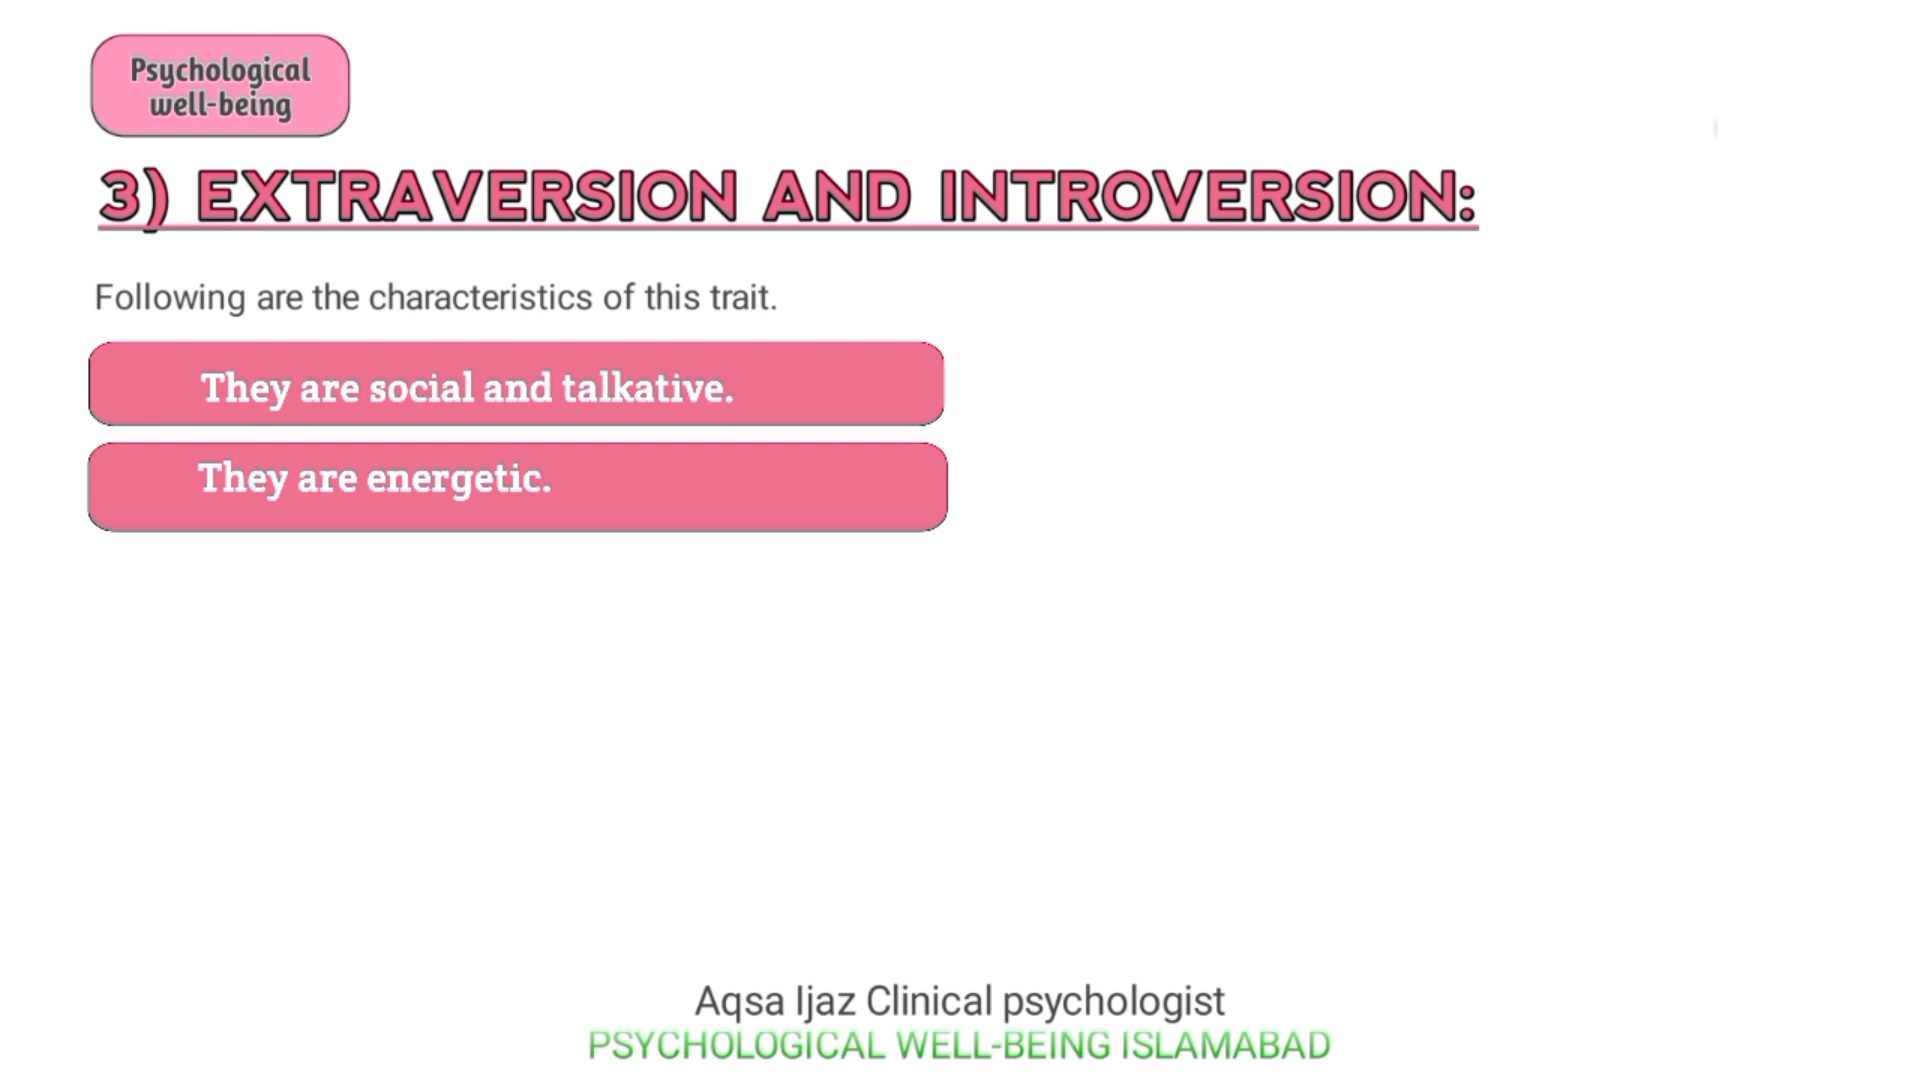 Psychological
well-being
3) EXTRAVERSION AND INTROVERSION:
Following are the characteristics of this trait.
They are social and talkative.
They are energetic.
Aqsa Ijaz Clinical psychologist
PSYCHOLOGICAL WELL-BEING ISLAMABAD